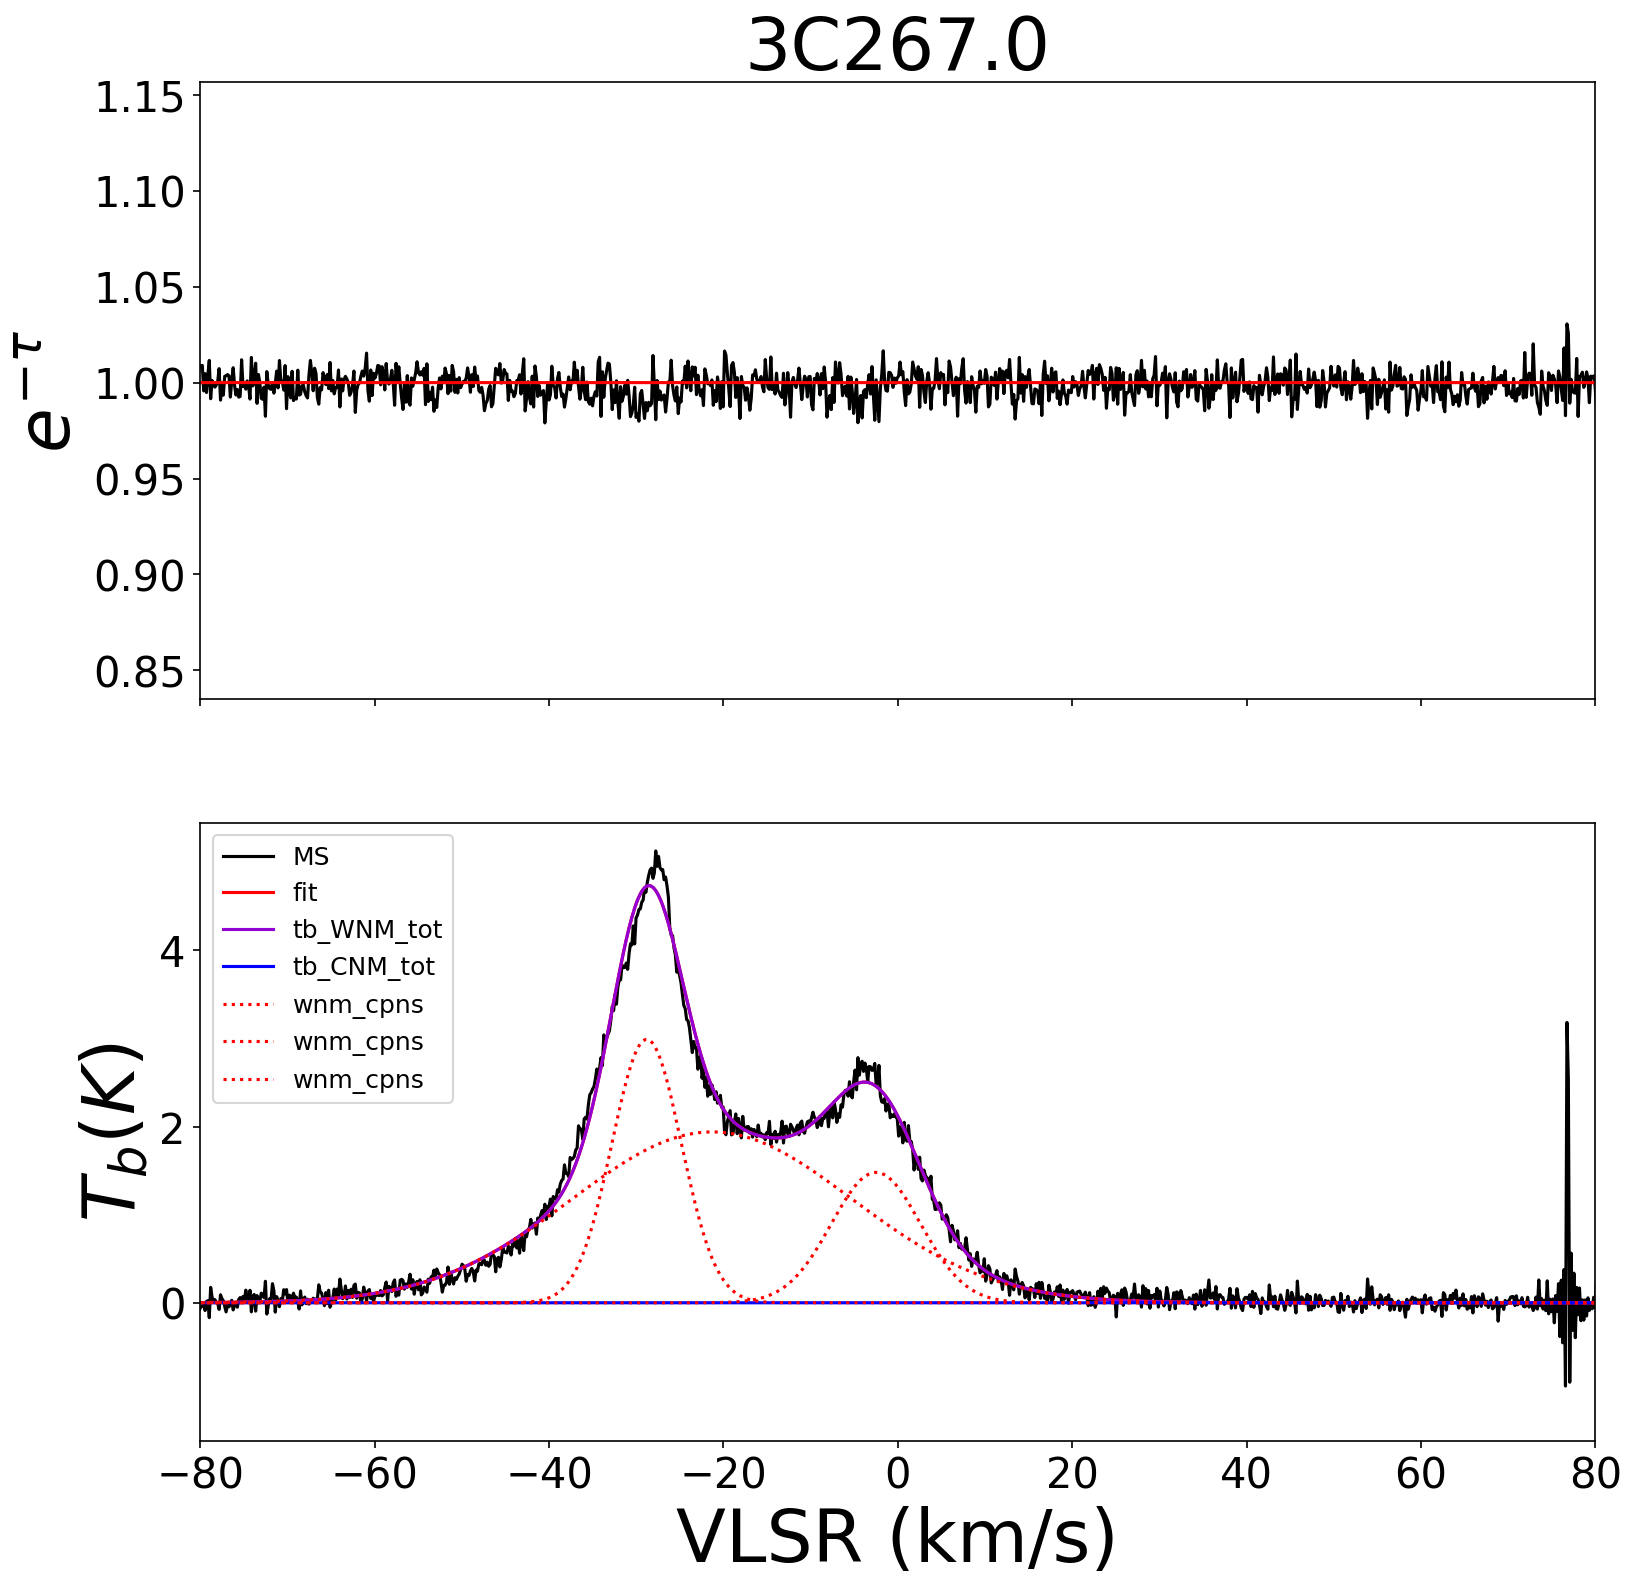 3C267.0
1.15
1.10
1.05
1.00
0.95
0.90
0.85
e^{-τ}
MS
fit
tb_WNM_tot
tb_CNM_tot
wnm_cpns
wnm_cpns
wnm_cpns
4
2
0
T_b(K)
−80 −60 −40 −20 0 20 40 60 80
VLSR (km/s)